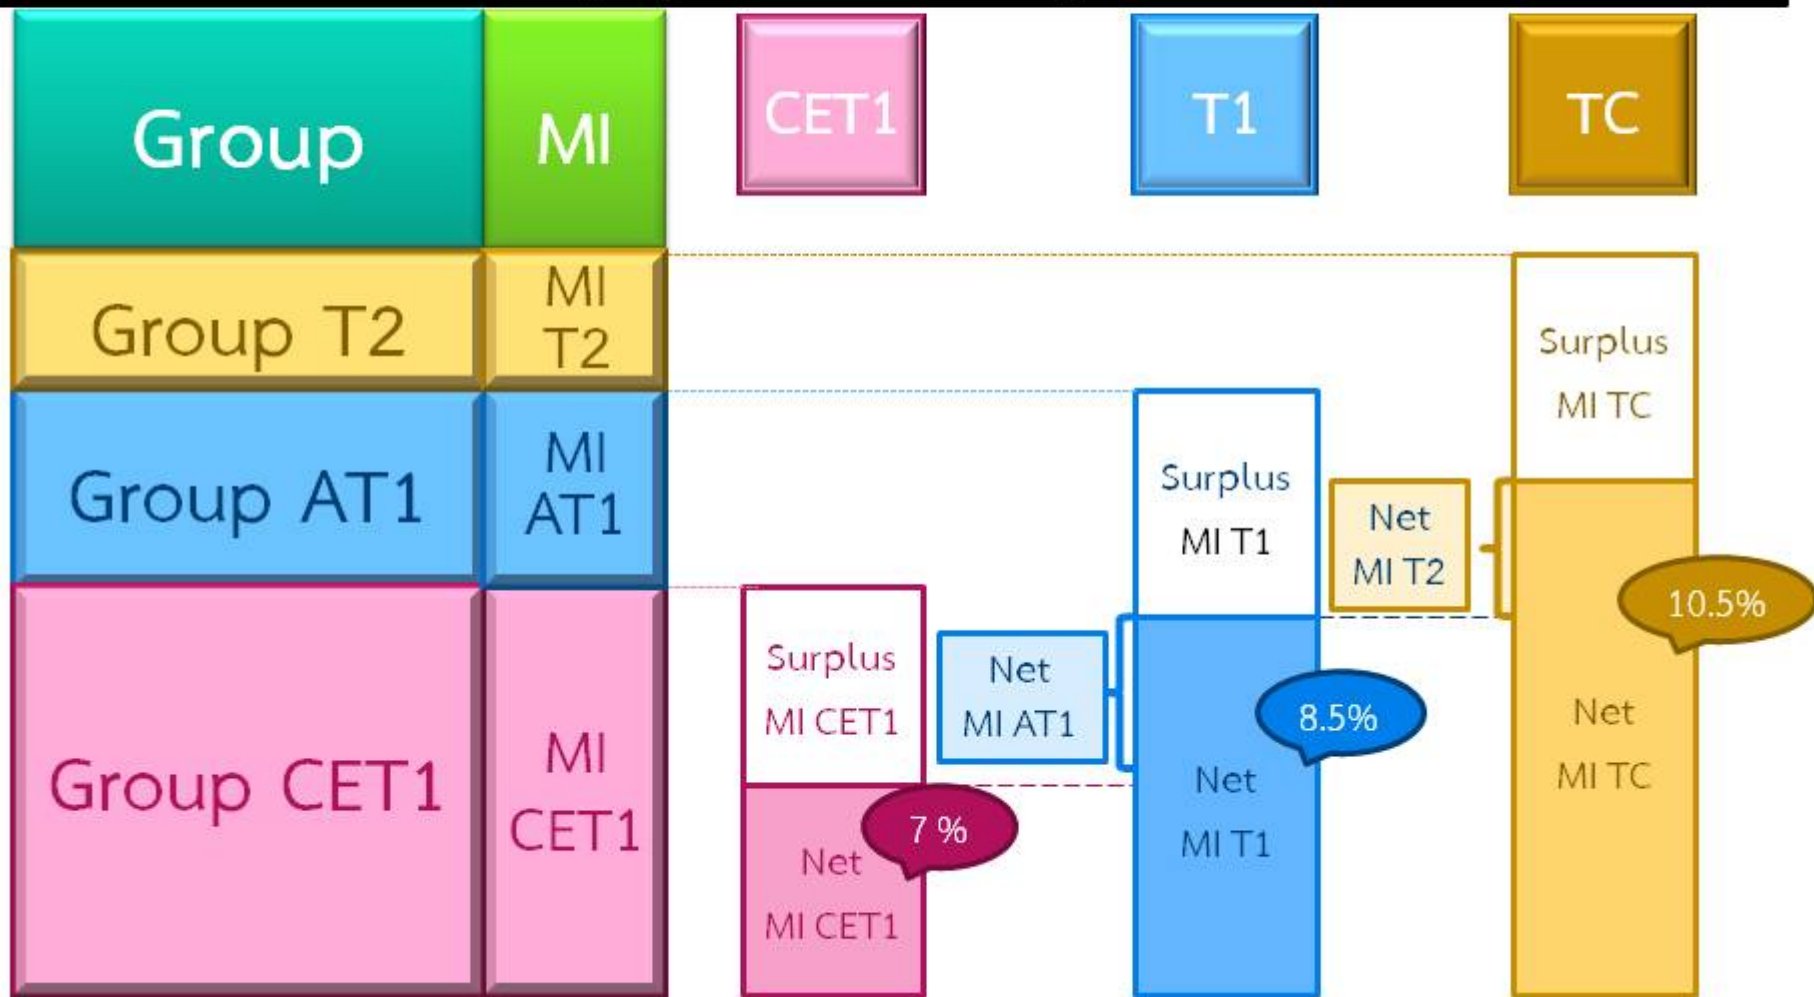 Group
MI
CET1
T1
TC
Group T2
MI
T2
Surplus
MI TC
Group AT1
MI
AT1
Surplus
MI T1
Net
MI T2
10.5%
Group CET1
MI
CET1
Surplus
MI CET1
Net
MI AT1
8.5%
Net
MI TC
7 %
Net
MI T1
Net
MI CET1